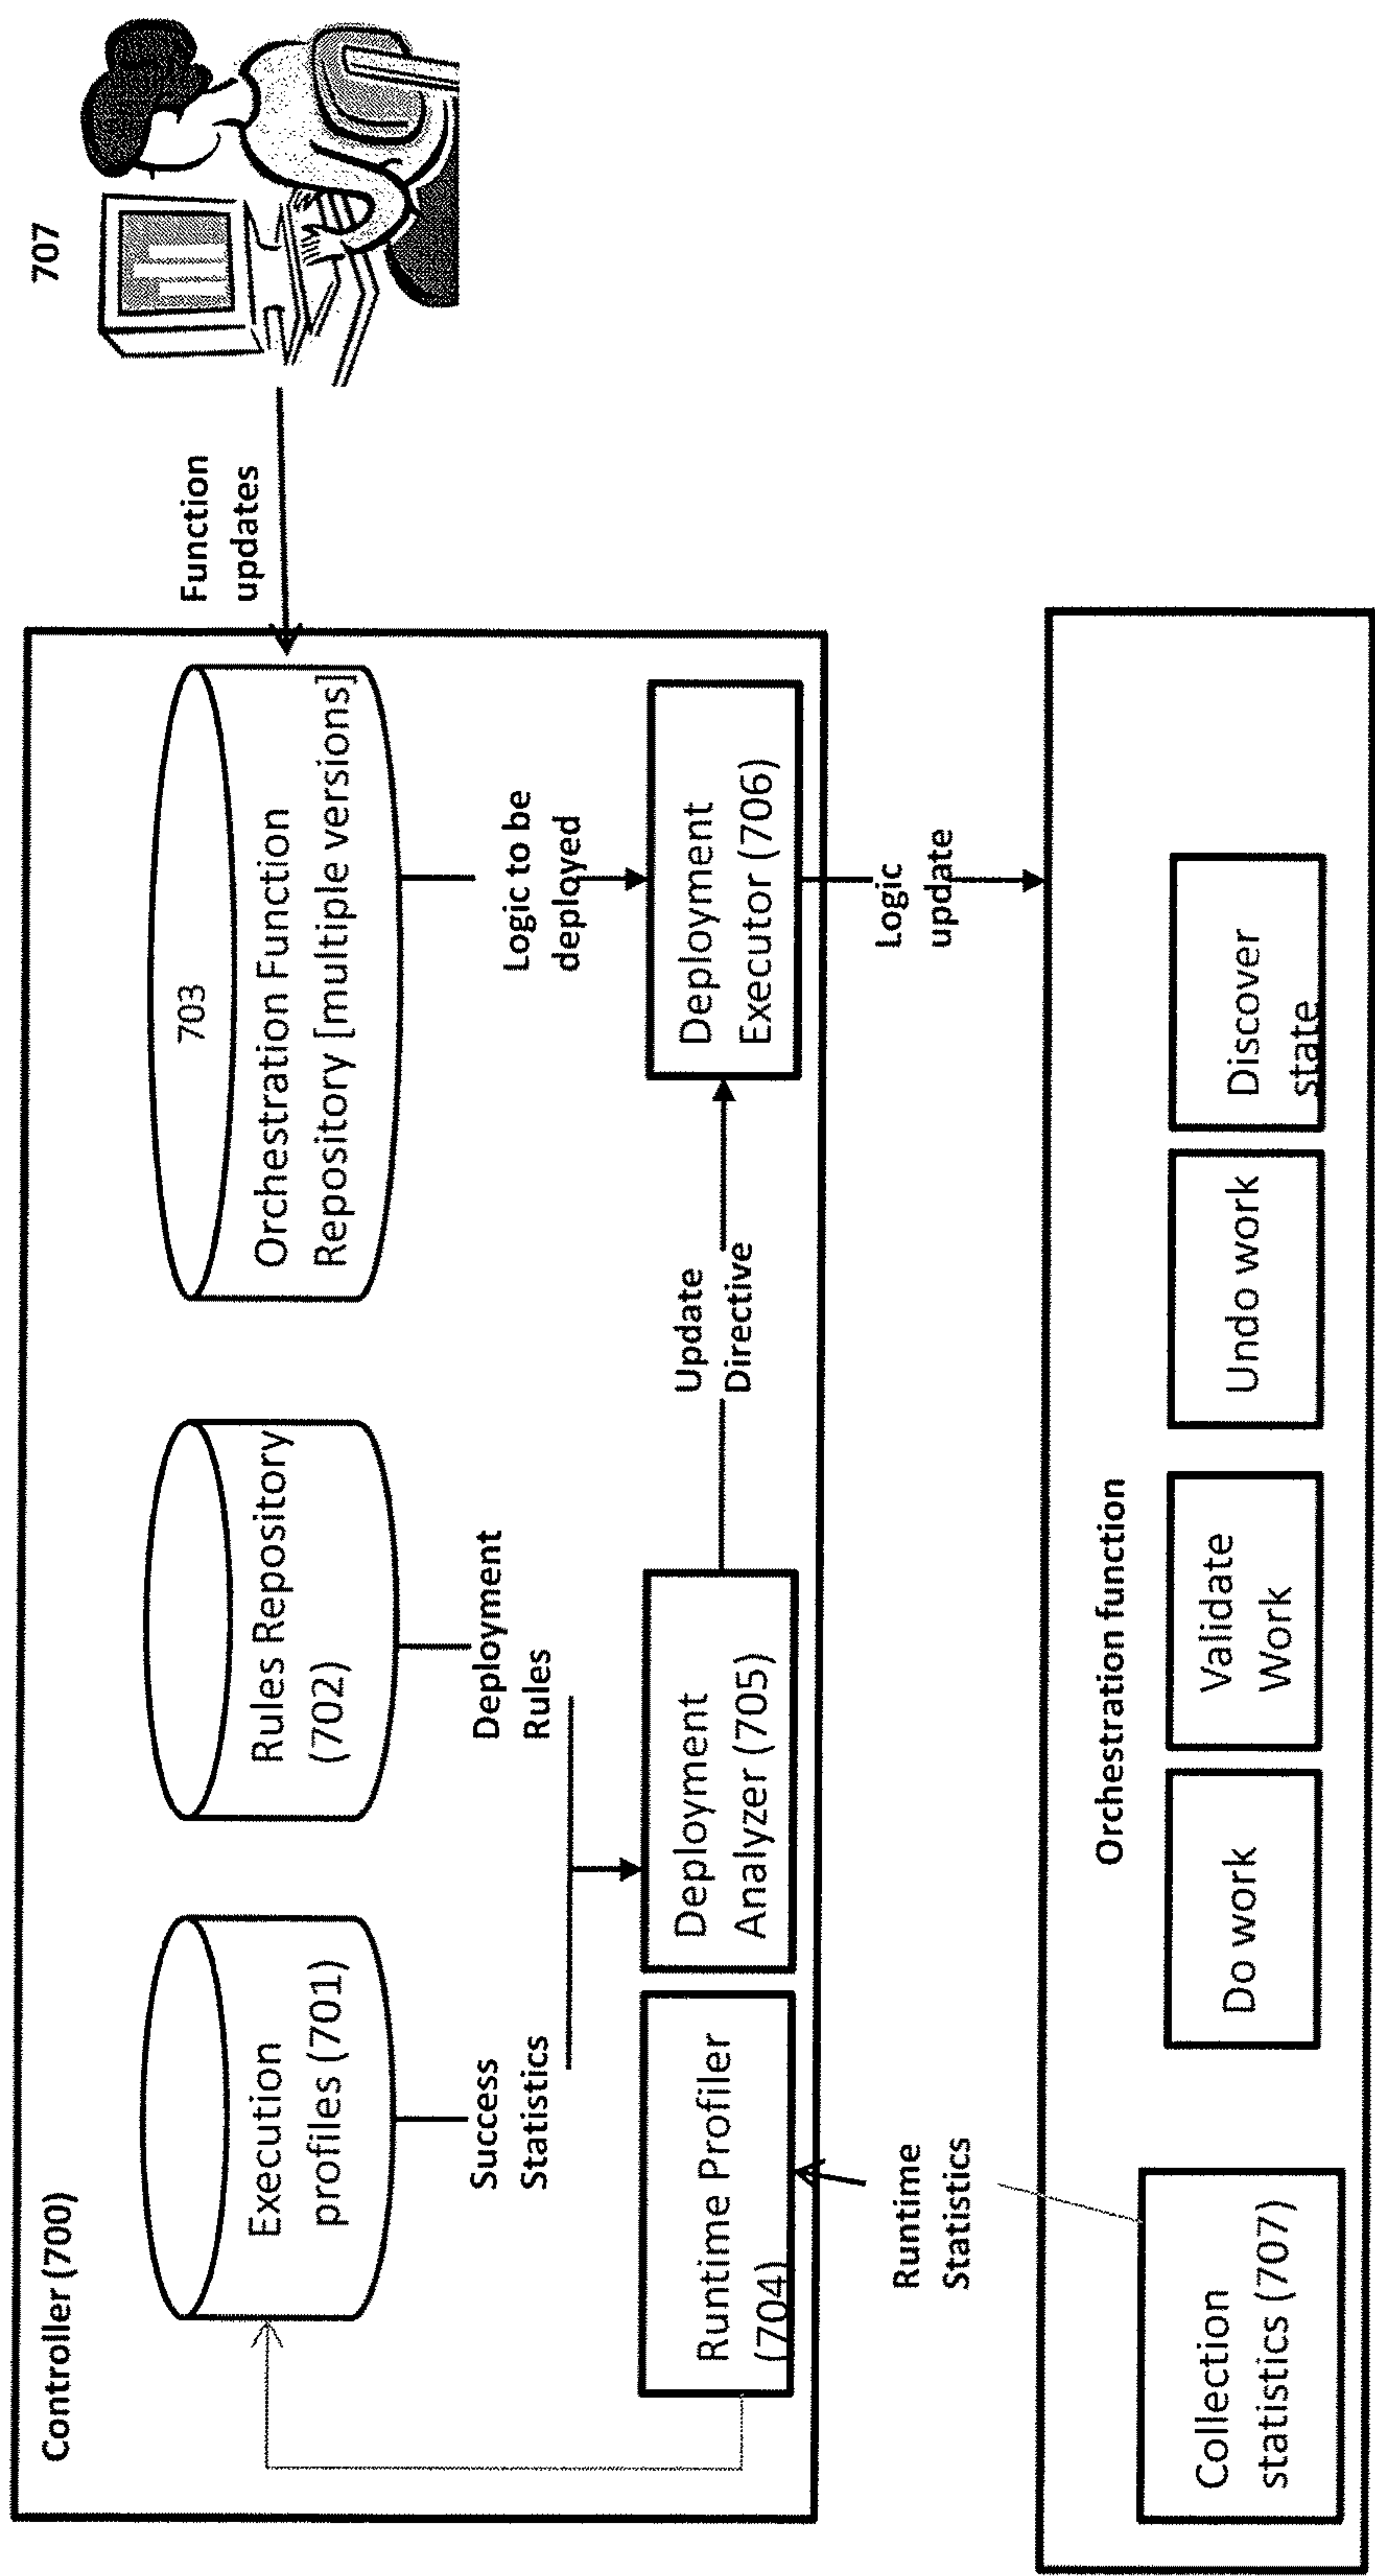 Controller (700)
707
Function
updates
Execution
profiles (701)
Rules Repository
(702)
703
Orchestration Function
Repository [multiple versions]
Success
Statistics
Deployment
Rules
Logic to be
deployed
Runtime Profiler
(704)
Deployment
Analyzer (705)
Update
Directive
Deployment
Executor (706)
Runtime
Statistics
Logic
update
Orchestration function
Collection
statistics (707)
Do work
Validate
Work
Undo work
Discover
state